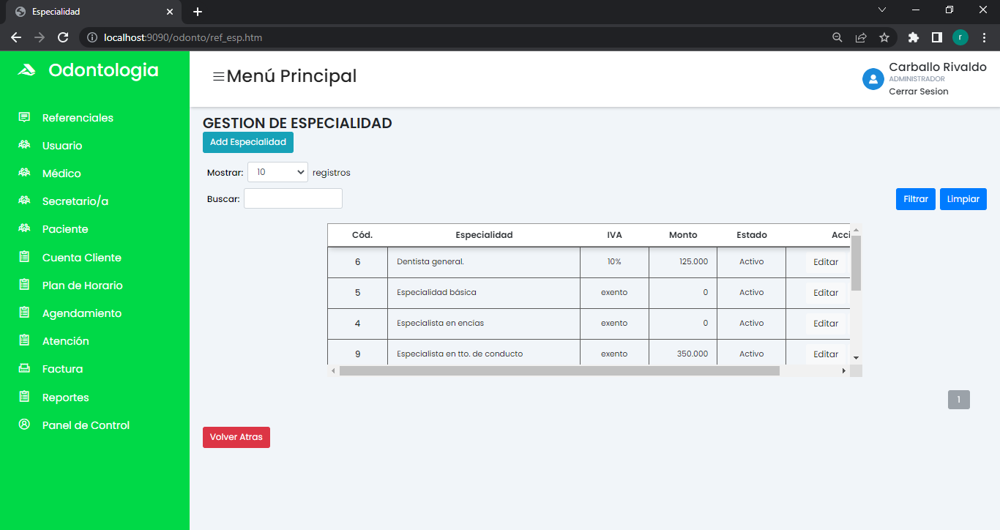 Especialidad
localhost:9090/odonto/ref_esp.htm
r
Odontologia
Menú Principal
Carballo Rivaldo
ADMINISTRADOR
Cerrar Sesion
Referenciales
Usuario
Médico
Secretario/a
Paciente
Cuenta Cliente
Plan de Horario
Agendamiento
Atención
Factura
Reportes
Panel de Control
GESTION DE ESPECIALIDAD
Add Especialidad
Mostrar: 10 registros
Buscar:
Filtrar Limpiar
Cód. Especialidad IVA Monto Estado Acci
6 Dentista general. 10% 125.000 Activo Editar
5 Especialidad básica exento 0 Activo Editar
4 Especialista en encias exento 0 Activo Editar
9 Especialista en tto. de conducto exento 350.000 Activo Editar
1
Volver Atras